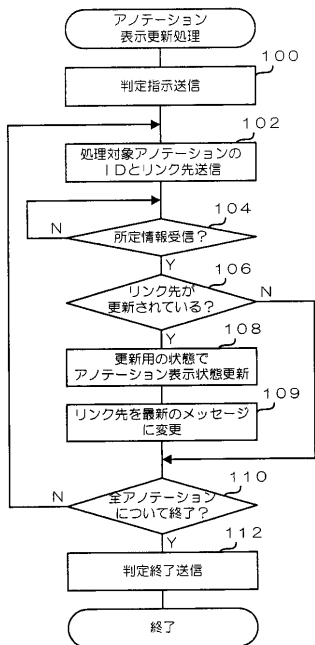 アノテーション
表示更新処理
100
判定指示送信
102
処理対象アノテーションの
IDとリンク先送信
104
N
所定情報受信?
Y
106
リンク先が
更新されている?
N
Y
108
更新用の状態で
アノテーション表示状態更新
109
リンク先を最新のメッセージ
に変更
110
N
全アノテーション
について終了?
Y
112
判定終了送信
終了